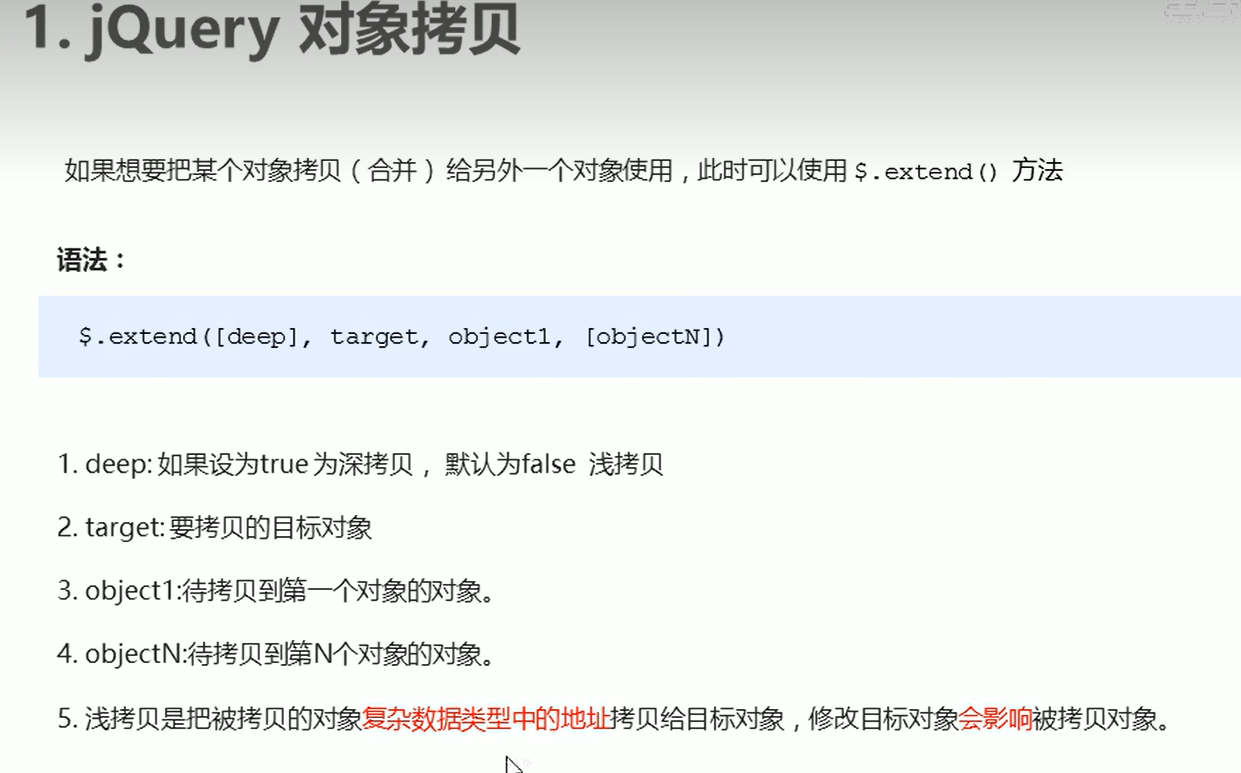 1. jQuery 对象拷贝
如果想要把某个对象拷贝（合并）给另外一个对象使用，此时可以使用 $.extend() 方法
语法：
$.extend([deep], target, object1, [objectN])
1. deep: 如果设为true 为深拷贝， 默认为false 浅拷贝
2. target: 要拷贝的目标对象
3. object1:待拷贝到第一个对象的对象。
4. objectN:待拷贝到第N个对象的对象。
5. 浅拷贝是把被拷贝的对象复杂数据类型中的地址拷贝给目标对象，修改目标对象会影响被拷贝对象。